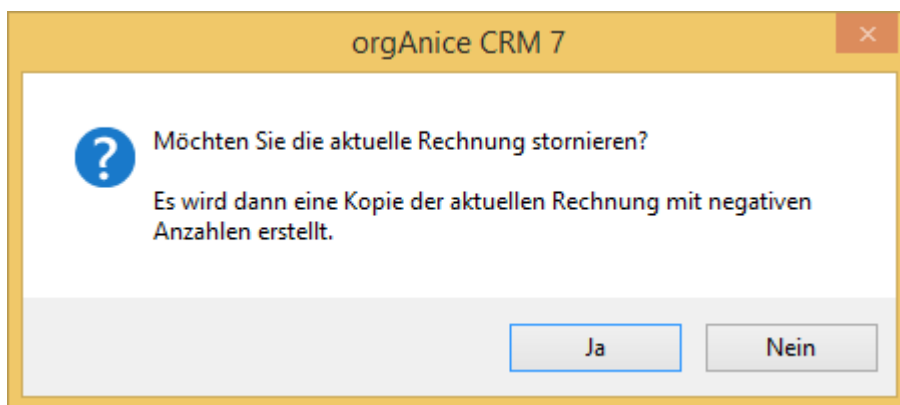 orgAnice CRM 7
Möchten Sie die aktuelle Rechnung stornieren?
Es wird dann eine Kopie der aktuellen Rechnung mit negativen
Anzahlen erstellt.
Ja
Nein